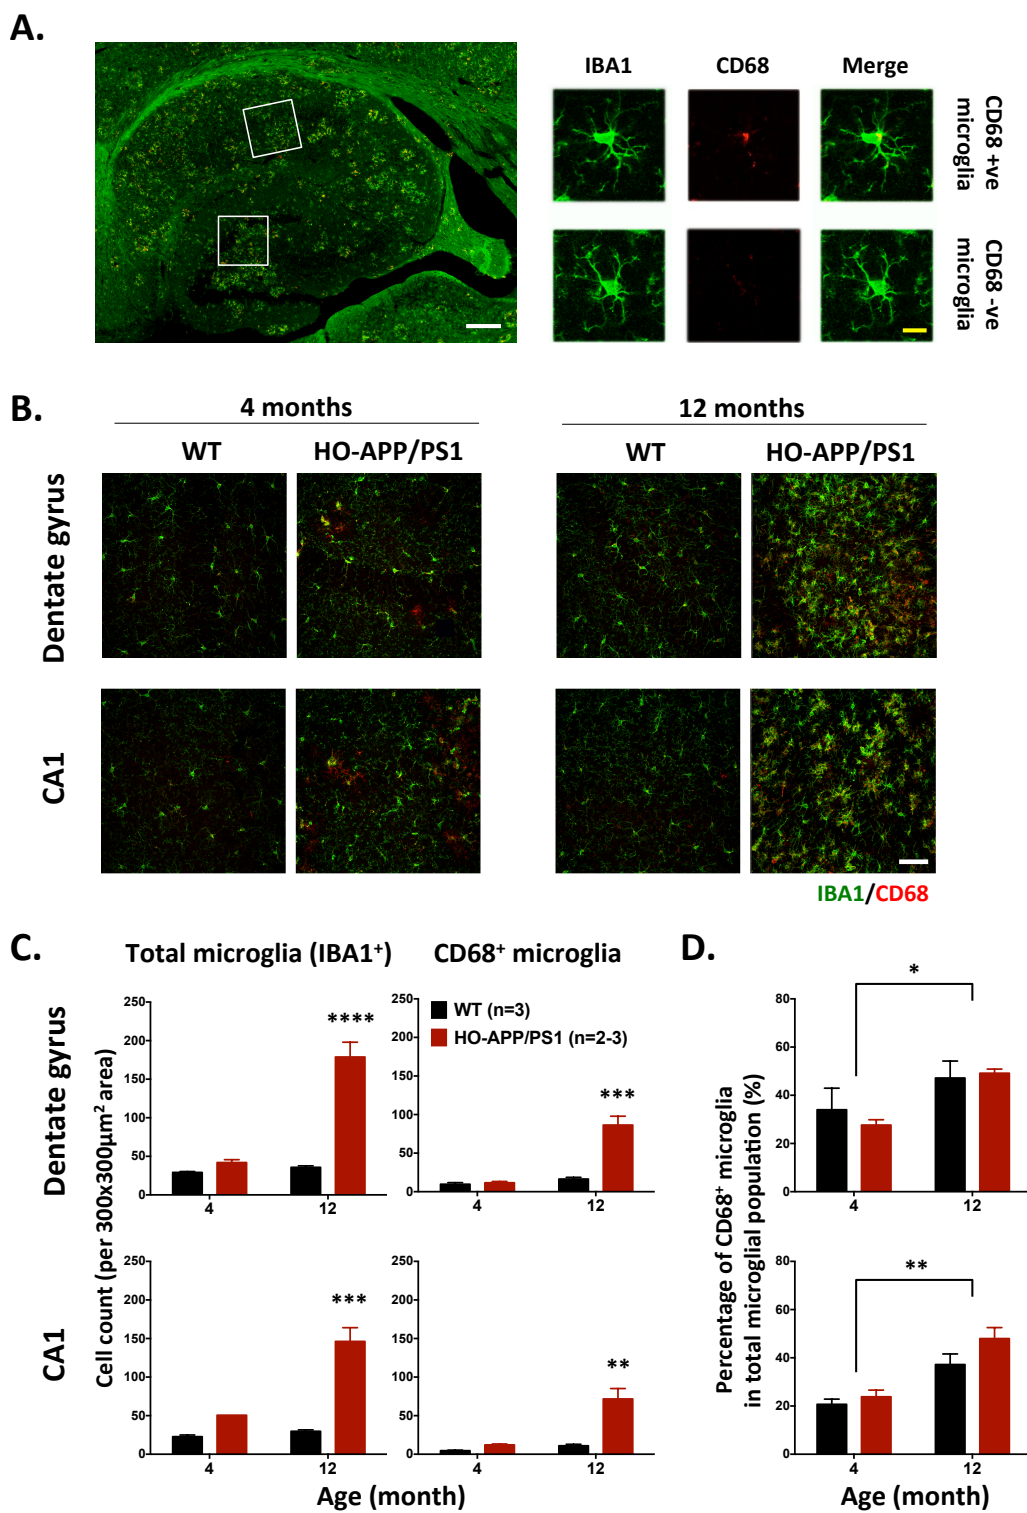 A.
IBA1 CD68 Merge
CD68 +ve
microglia
CD68 -ve
microglia
B.
4 months 12 months
WT HO-APP/PS1 WT HO-APP/PS1
Dentate gyrus
CA1
IBA1/CD68
C.
Total microglia (IBA1⁺) CD68⁺ microglia
Dentate gyrus
CA1
Cell count (per 300x300µm² area)
250
200
150
100
50
0
4 12
****
250
200
150
100
50
0
4 12
WT (n=3)
HO-APP/PS1 (n=2-3)
***
250
200
150
100
50
0
4 12
***
250
200
150
100
50
0
4 12
**
Age (month)
D.
Percentage of CD68⁺ microglia
in total microglial population (%)
80
60
40
20
0
4 12
*
80
60
40
20
0
4 12
**
Age (month)